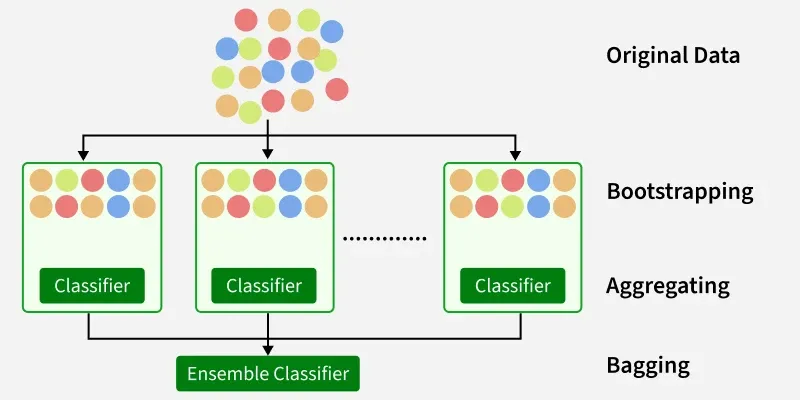 Original Data
Bootstrapping
Classifier
Classifier
Classifier
Aggregating
Ensemble Classifier
Bagging